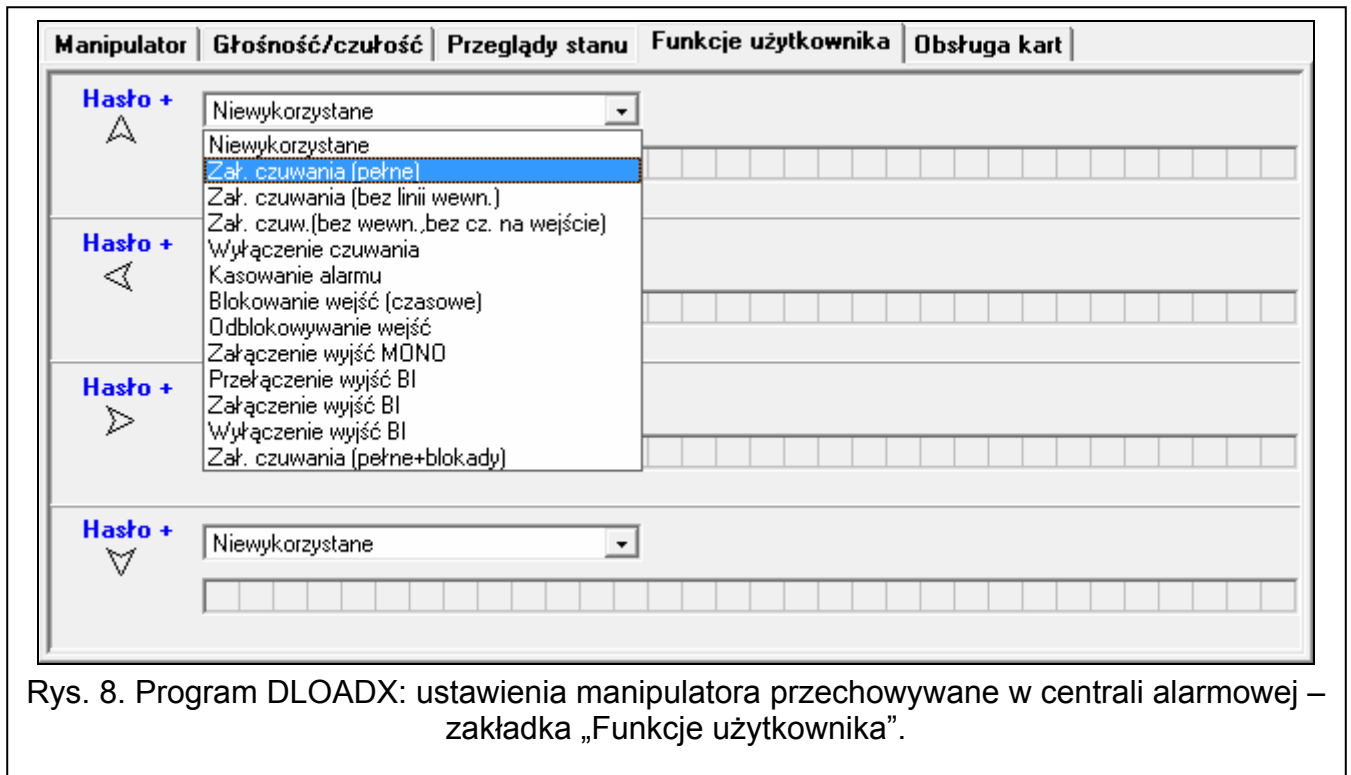 Manipulator Głośność/czułość Przeglądy stanu Funkcje użytkownika Obsługa kart
Hasło +
Niewykorzystane
Niewykorzystane
Zał. czuwania (pełne)
Zał. czuwania (bez linii wewn.)
Zał. czuw.(bez wewn.,bez cz. na wejście)
Hasło +
Wyłączenie czuwania
Kasowanie alarmu
Blokowanie wejść (czasowe)
Odblokowywanie wejść
Załączenie wyjść MONO
Hasło +
Przełączenie wyjść BI
Załączenie wyjść BI
Wyłączenie wyjść BI
Zał. czuwania (pełne+blokady)
Hasło +
Niewykorzystane
Rys. 8. Program DLOADX: ustawienia manipulatora przechowywane w centrali alarmowej –
zakładka „Funkcje użytkownika”.